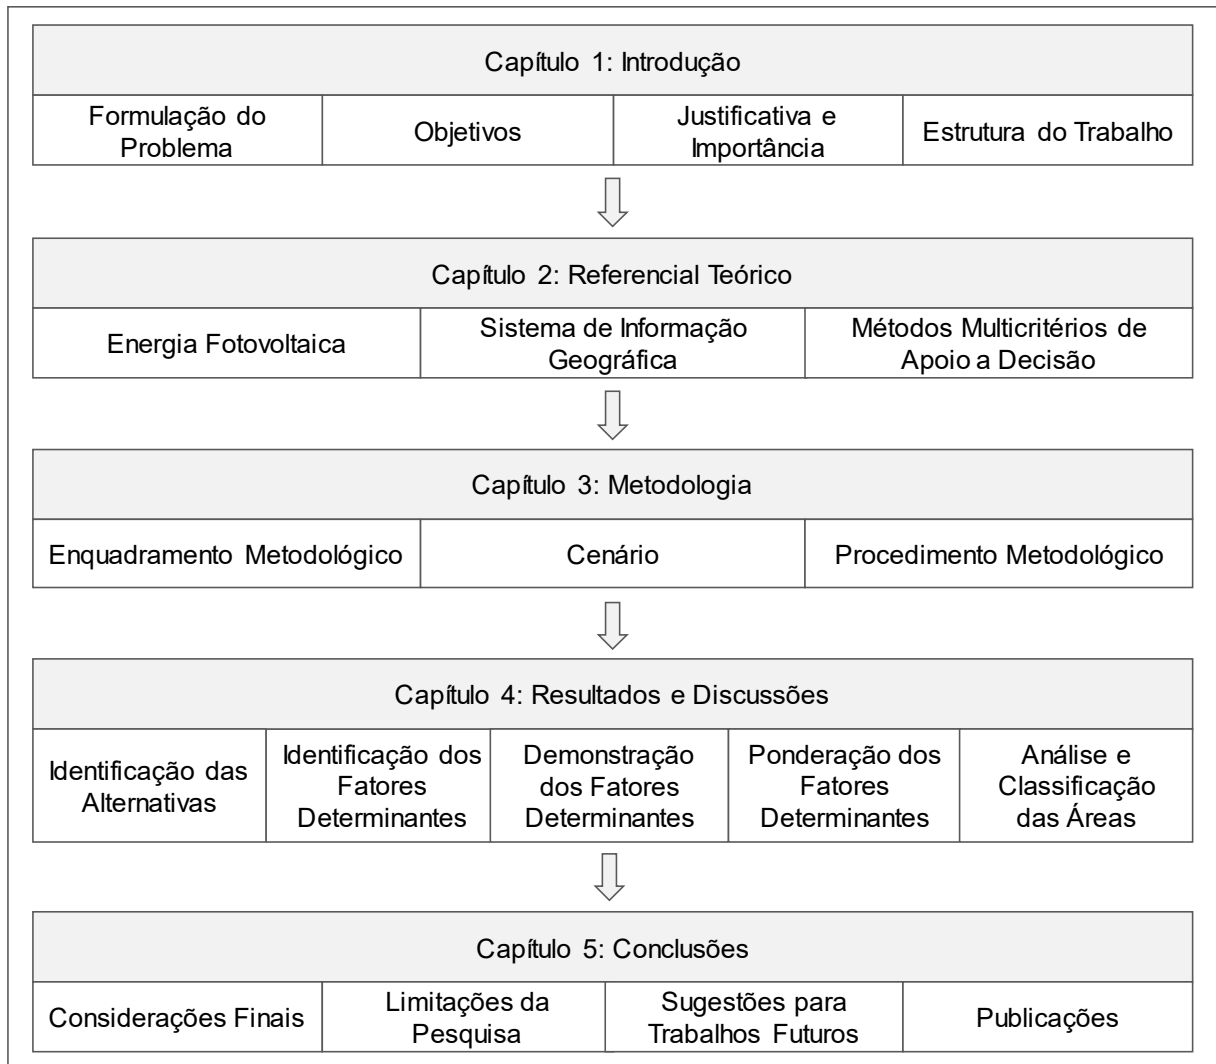 Capítulo 1: Introdução
Formulação do
Problema
Objetivos
Justificativa e
Importância
Estrutura do Trabalho
Capítulo 2: Referencial Teórico
Energia Fotovoltaica
Sistema de Informação
Geográfica
Métodos Multicritérios de
Apoio a Decisão
Capítulo 3: Metodologia
Enquadramento Metodológico
Cenário
Procedimento Metodológico
Capítulo 4: Resultados e Discussões
Identificação das
Alternativas
Identificação dos
Fatores
Determinantes
Demonstração
dos Fatores
Determinantes
Ponderação dos
Fatores
Determinantes
Análise e
Classificação
das Áreas
Capítulo 5: Conclusões
Considerações Finais
Limitações da
Pesquisa
Sugestões para
Trabalhos Futuros
Publicações